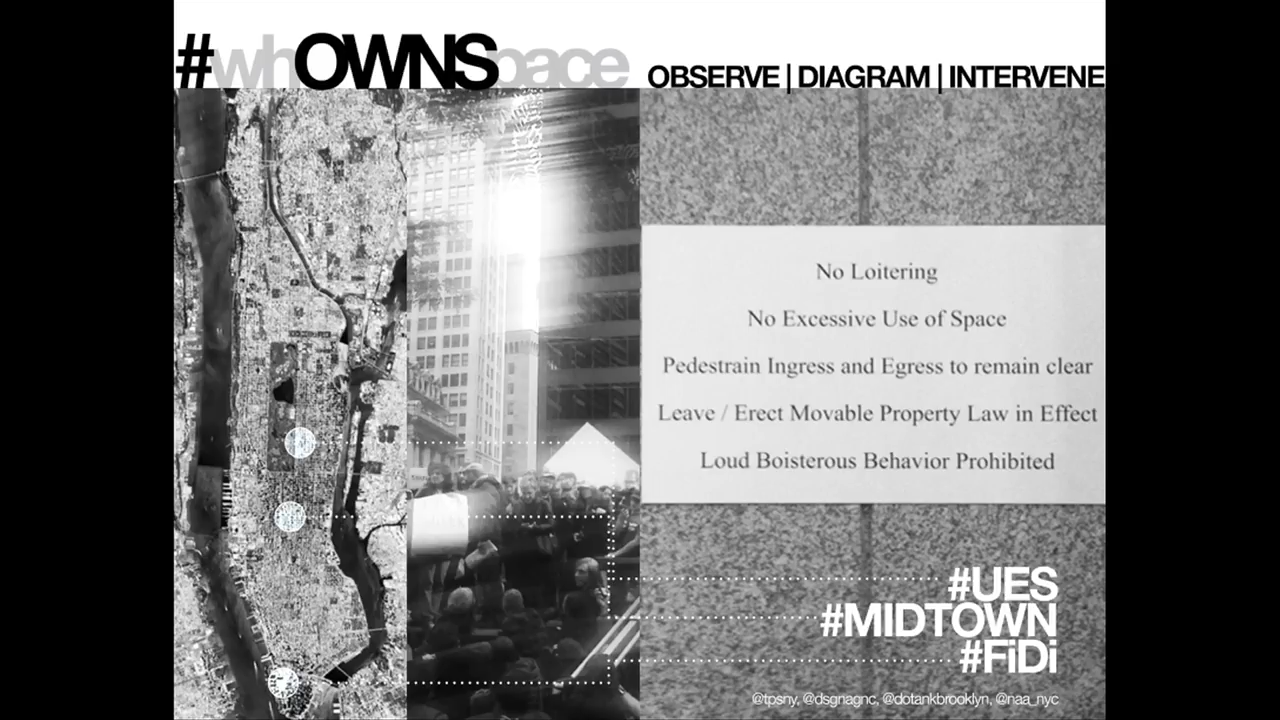 #whOWNSpace
OBSERVE | DIAGRAM | INTERVENE
No Loitering
No Excessive Use of Space
Pedestrain Ingress and Egress to remain clear
Leave / Erect Movable Property Law in Effect
Loud Boisterous Behavior Prohibited
#UES
#MIDTOWN
#FiDi
@tpsny, @dsgnagnc, @dotankbrooklyn, @naa_nyc